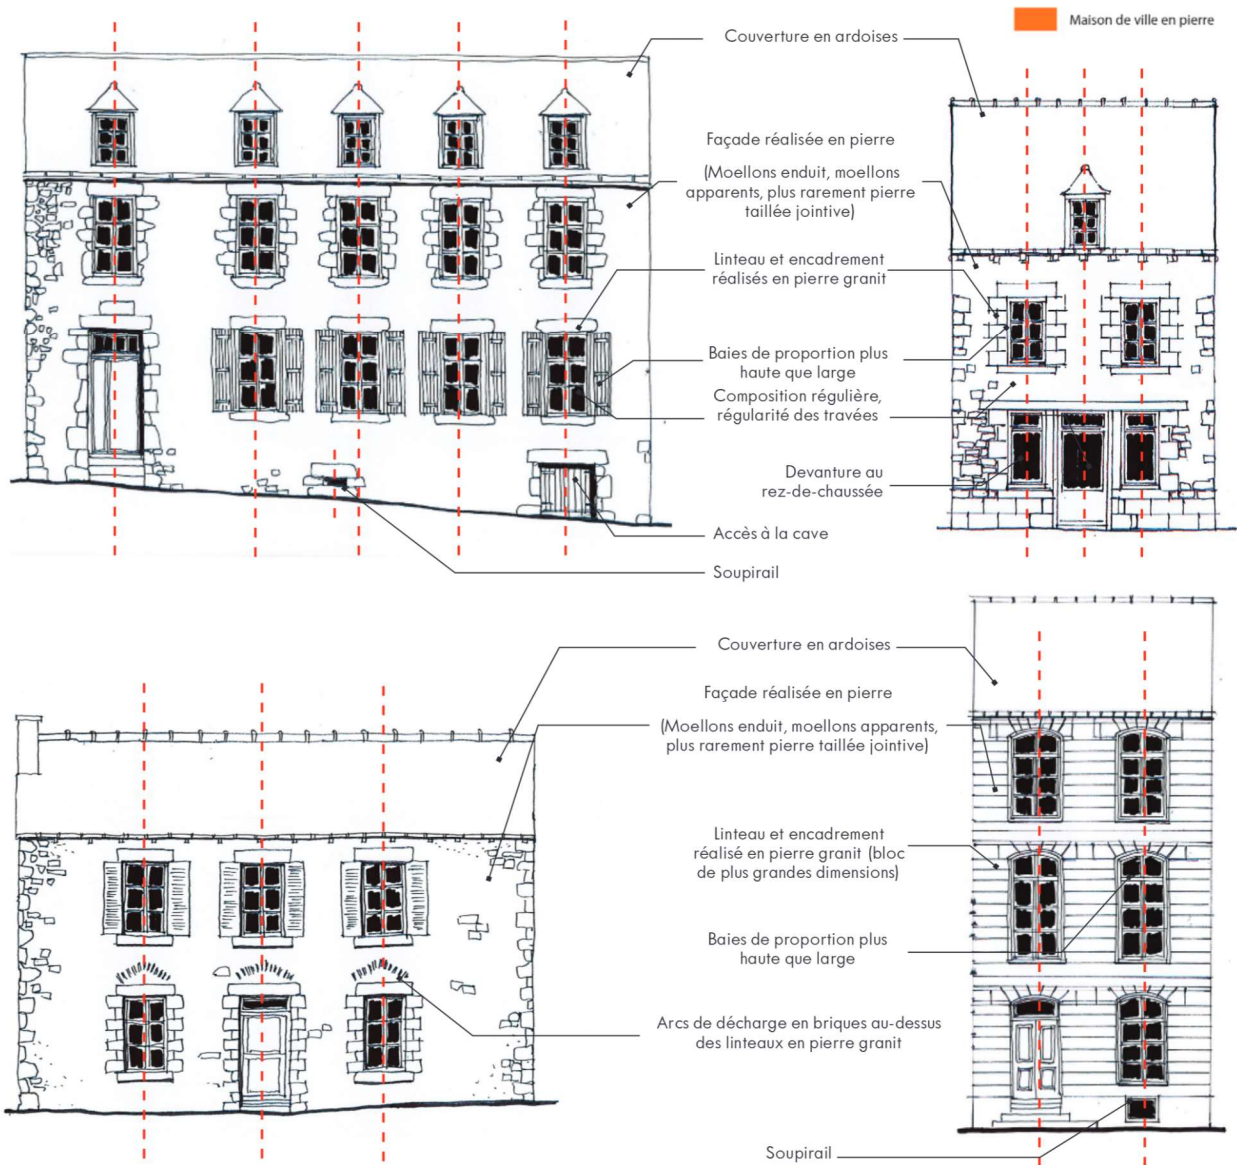 Maison de ville en pierre
Couverture en ardoises
Façade réalisée en pierre
(Moellons enduit, moellons
apparents, plus rarement pierre
taillée jointive)
Linteau et encadrement
réalisés en pierre granit
Baies de proportion plus
haute que large
Composition régulière,
régularité des travées
Devanture au
rez-de-chaussée
Accès à la cave
Soupirail
Couverture en ardoises
Façade réalisée en pierre
(Moellons enduit, moellons apparents,
plus rarement pierre taillée jointive)
Linteau et encadrement
réalisé en pierre granit (bloc
de plus grandes dimensions)
Baies de proportion plus
haute que large
Arcs de décharge en briques au-dessus
des linteaux en pierre granit
Soupirail